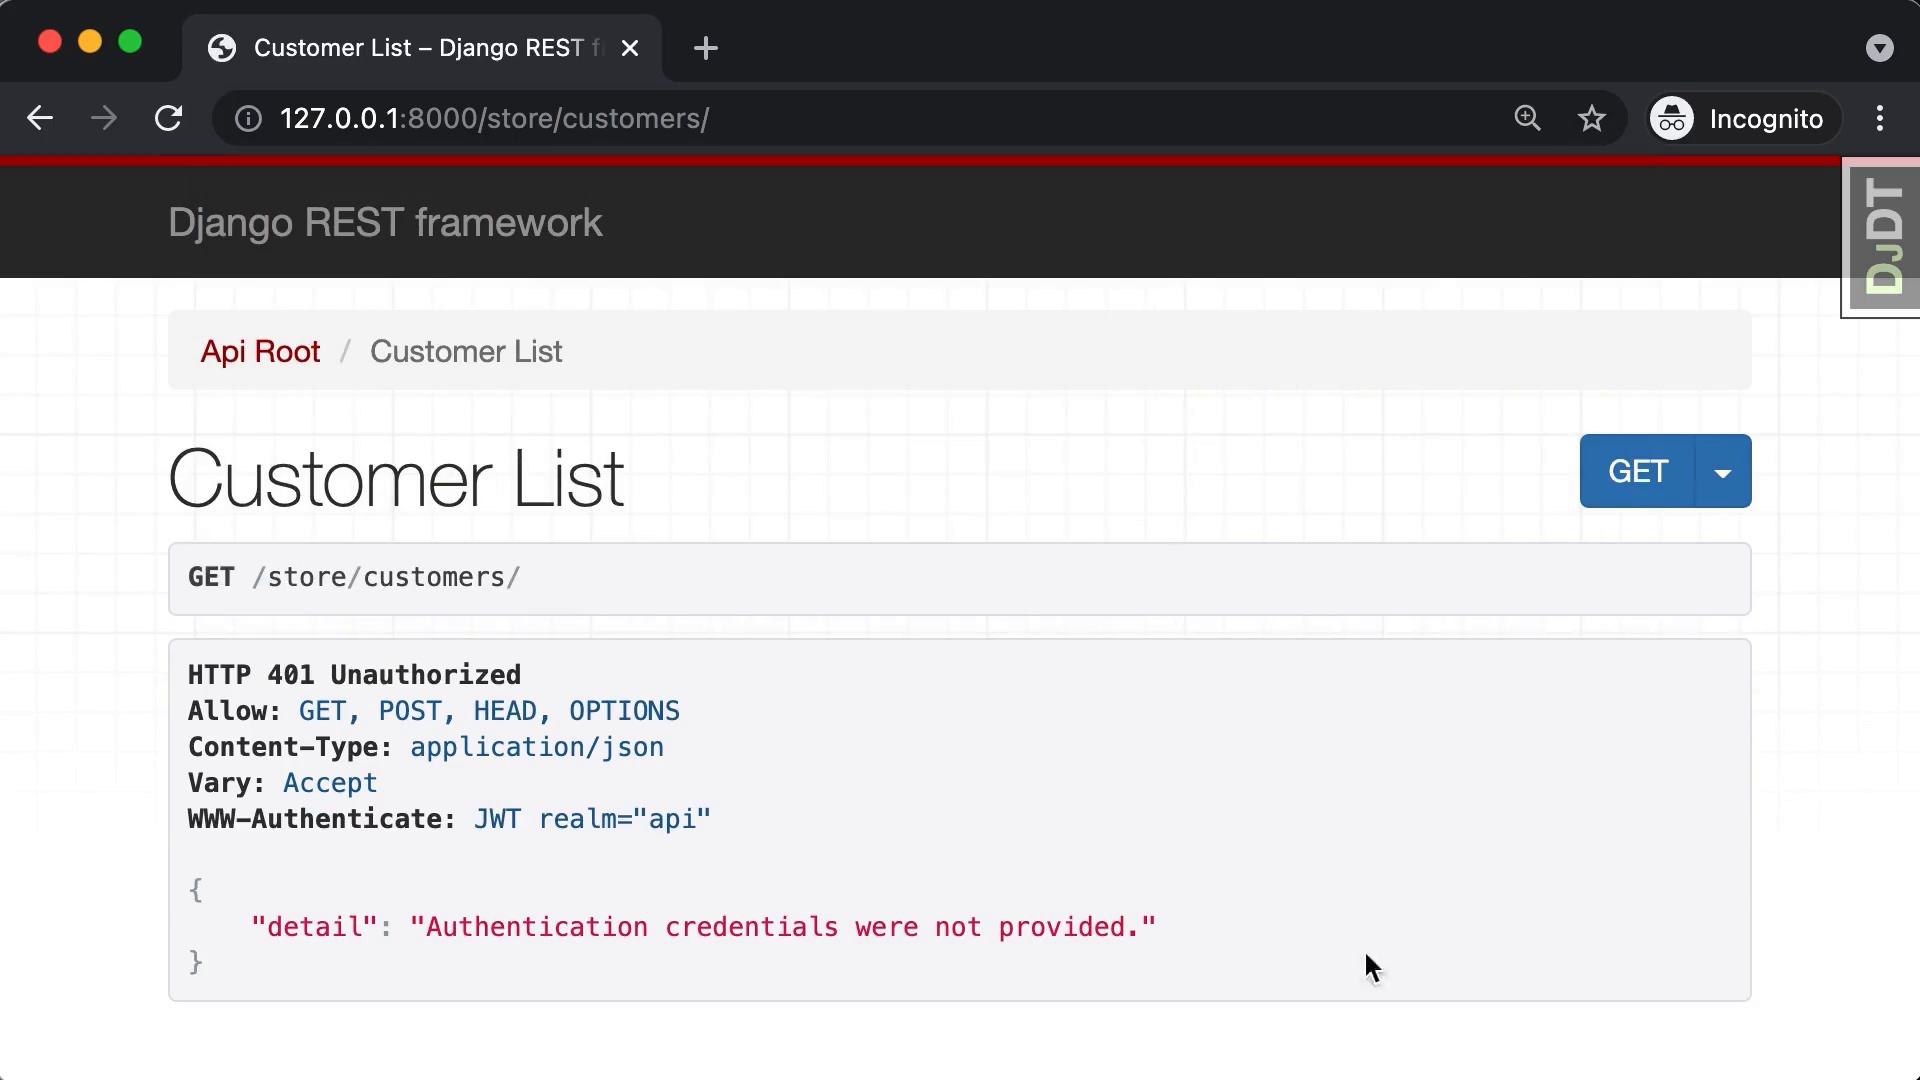 Customer List – Django REST f
127.0.0.1:8000/store/customers/
Incognito
Django REST framework
DJDT
Api Root / Customer List
Customer List
GET
GET /store/customers/
HTTP 401 Unauthorized
Allow: GET, POST, HEAD, OPTIONS
Content-Type: application/json
Vary: Accept
WWW-Authenticate: JWT realm="api"
{
"detail": "Authentication credentials were not provided."
}